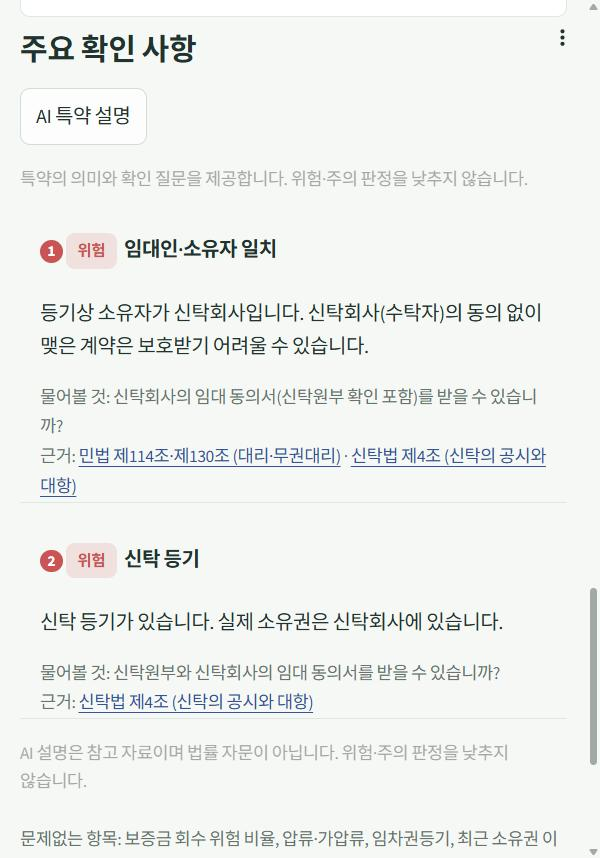 주요 확인 사항
AI 특약 설명
특약의 의미와 확인 질문을 제공합니다. 위험·주의 판정을 낮추지 않습니다.
1 위험 임대인·소유자 일치
등기상 소유자가 신탁회사입니다. 신탁회사(수탁자)의 동의 없이
맺은 계약은 보호받기 어려울 수 있습니다.
물어볼 것: 신탁회사의 임대 동의서(신탁원부 확인 포함)를 받을 수 있습니
까?
근거: 민법 제114조·제130조 (대리·무권대리) · 신탁법 제4조 (신탁의 공시와
대항)
2 위험 신탁 등기
신탁 등기가 있습니다. 실제 소유권은 신탁회사에 있습니다.
물어볼 것: 신탁원부와 신탁회사의 임대 동의서를 받을 수 있습니까?
근거: 신탁법 제4조 (신탁의 공시와 대항)
AI 설명은 참고 자료이며 법률 자문이 아닙니다. 위험·주의 판정을 낮추지
않습니다.
문제없는 항목: 보증금 회수 위험 비율, 압류·가압류, 임차권등기, 최근 소유권 이